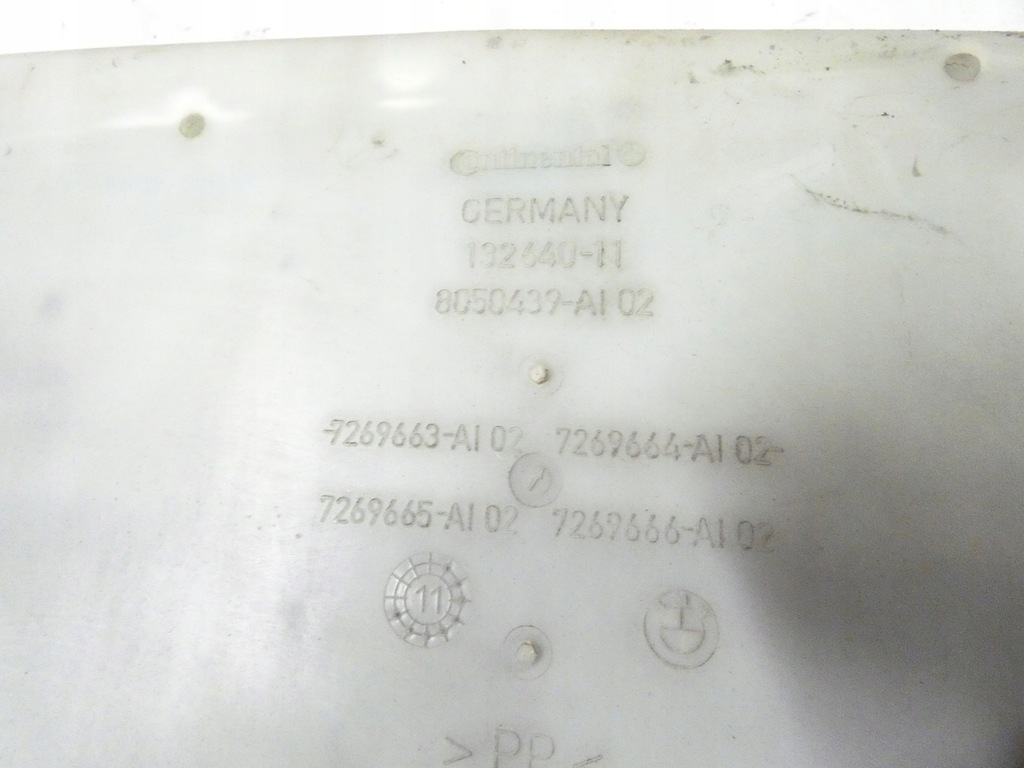 Continental
GERMANY
132640-11
8050439-AI 02
-7269663-AI 02 7269664-AI 02-
7269665-AI 02 7269666-AI 02
11
>PP<